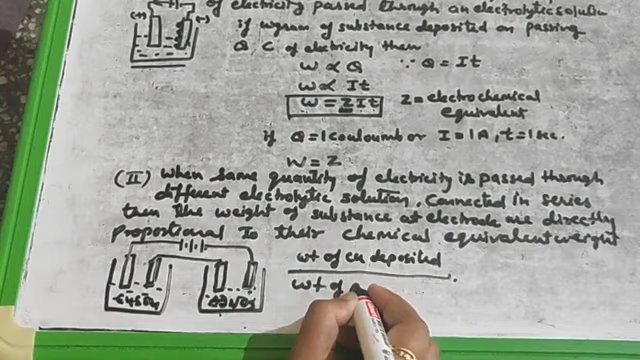 of electricity passed through an electrolytic solution
if w gram of substance deposited on passing
Q C of electricity then
(+) (-)
W ∝ Q ∵ Q = It
W ∝ It
W = ZIt Z = electrochemical equivalent
if Q = 1 couloumb or I = 1A, t = 1 sec.
W = Z
(II) When same quantity of electricity is passed through
different electrolytic solution, connected in series
then the weight of substance at electrode are directly
proportional to their chemical equivalent weight
wt of cu deposited
wt of